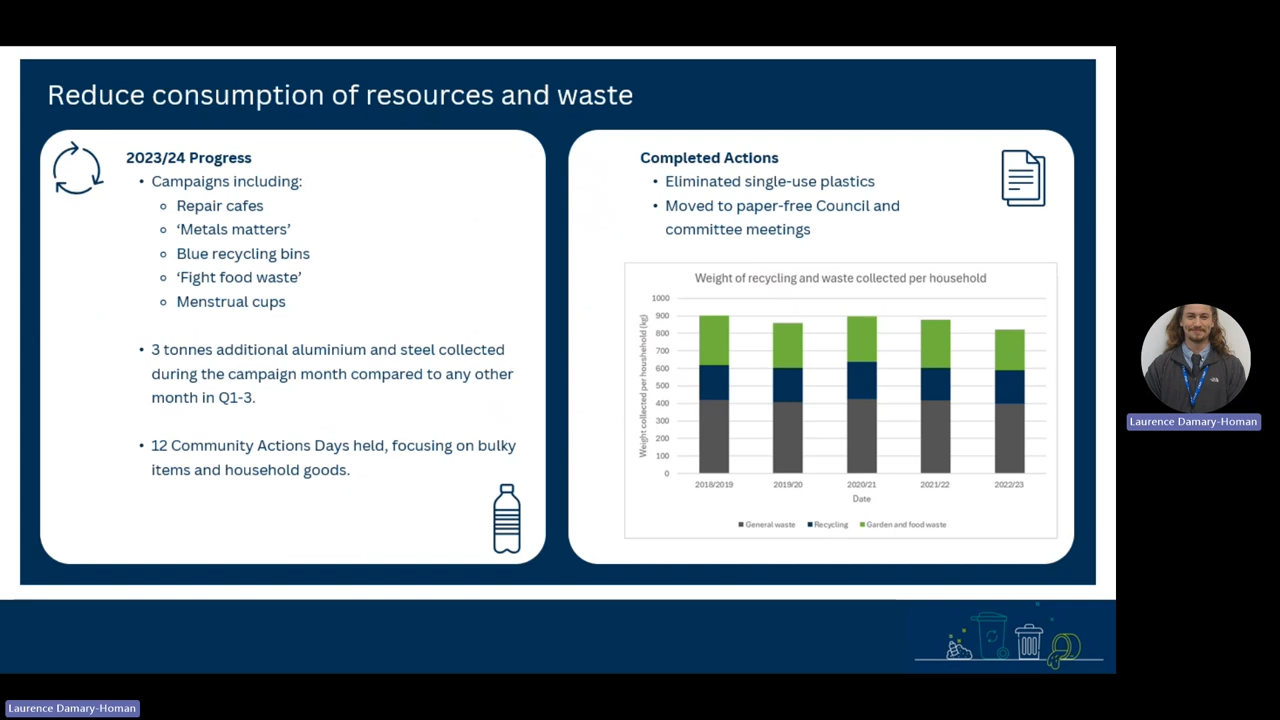 Reduce consumption of resources and waste
2023/24 Progress
• Campaigns including:
Repair cafes
‘Metals matters’
Blue recycling bins
‘Fight food waste’
Menstrual cups
• 3 tonnes additional aluminium and steel collected
during the campaign month compared to any other
month in Q1-3.
• 12 Community Actions Days held, focusing on bulky
items and household goods.
Completed Actions
• Eliminated single-use plastics
• Moved to paper-free Council and
committee meetings
Weight of recycling and waste collected per household
Weight collected per houshehold (kg)
1000
900
800
700
600
500
400
300
200
100
0
2018/2019 2019/20 2020/21 2021/22 2022/23
Date
General waste Recycling Garden and food waste
Laurence Damary-Homan
Laurence Damary-Homan